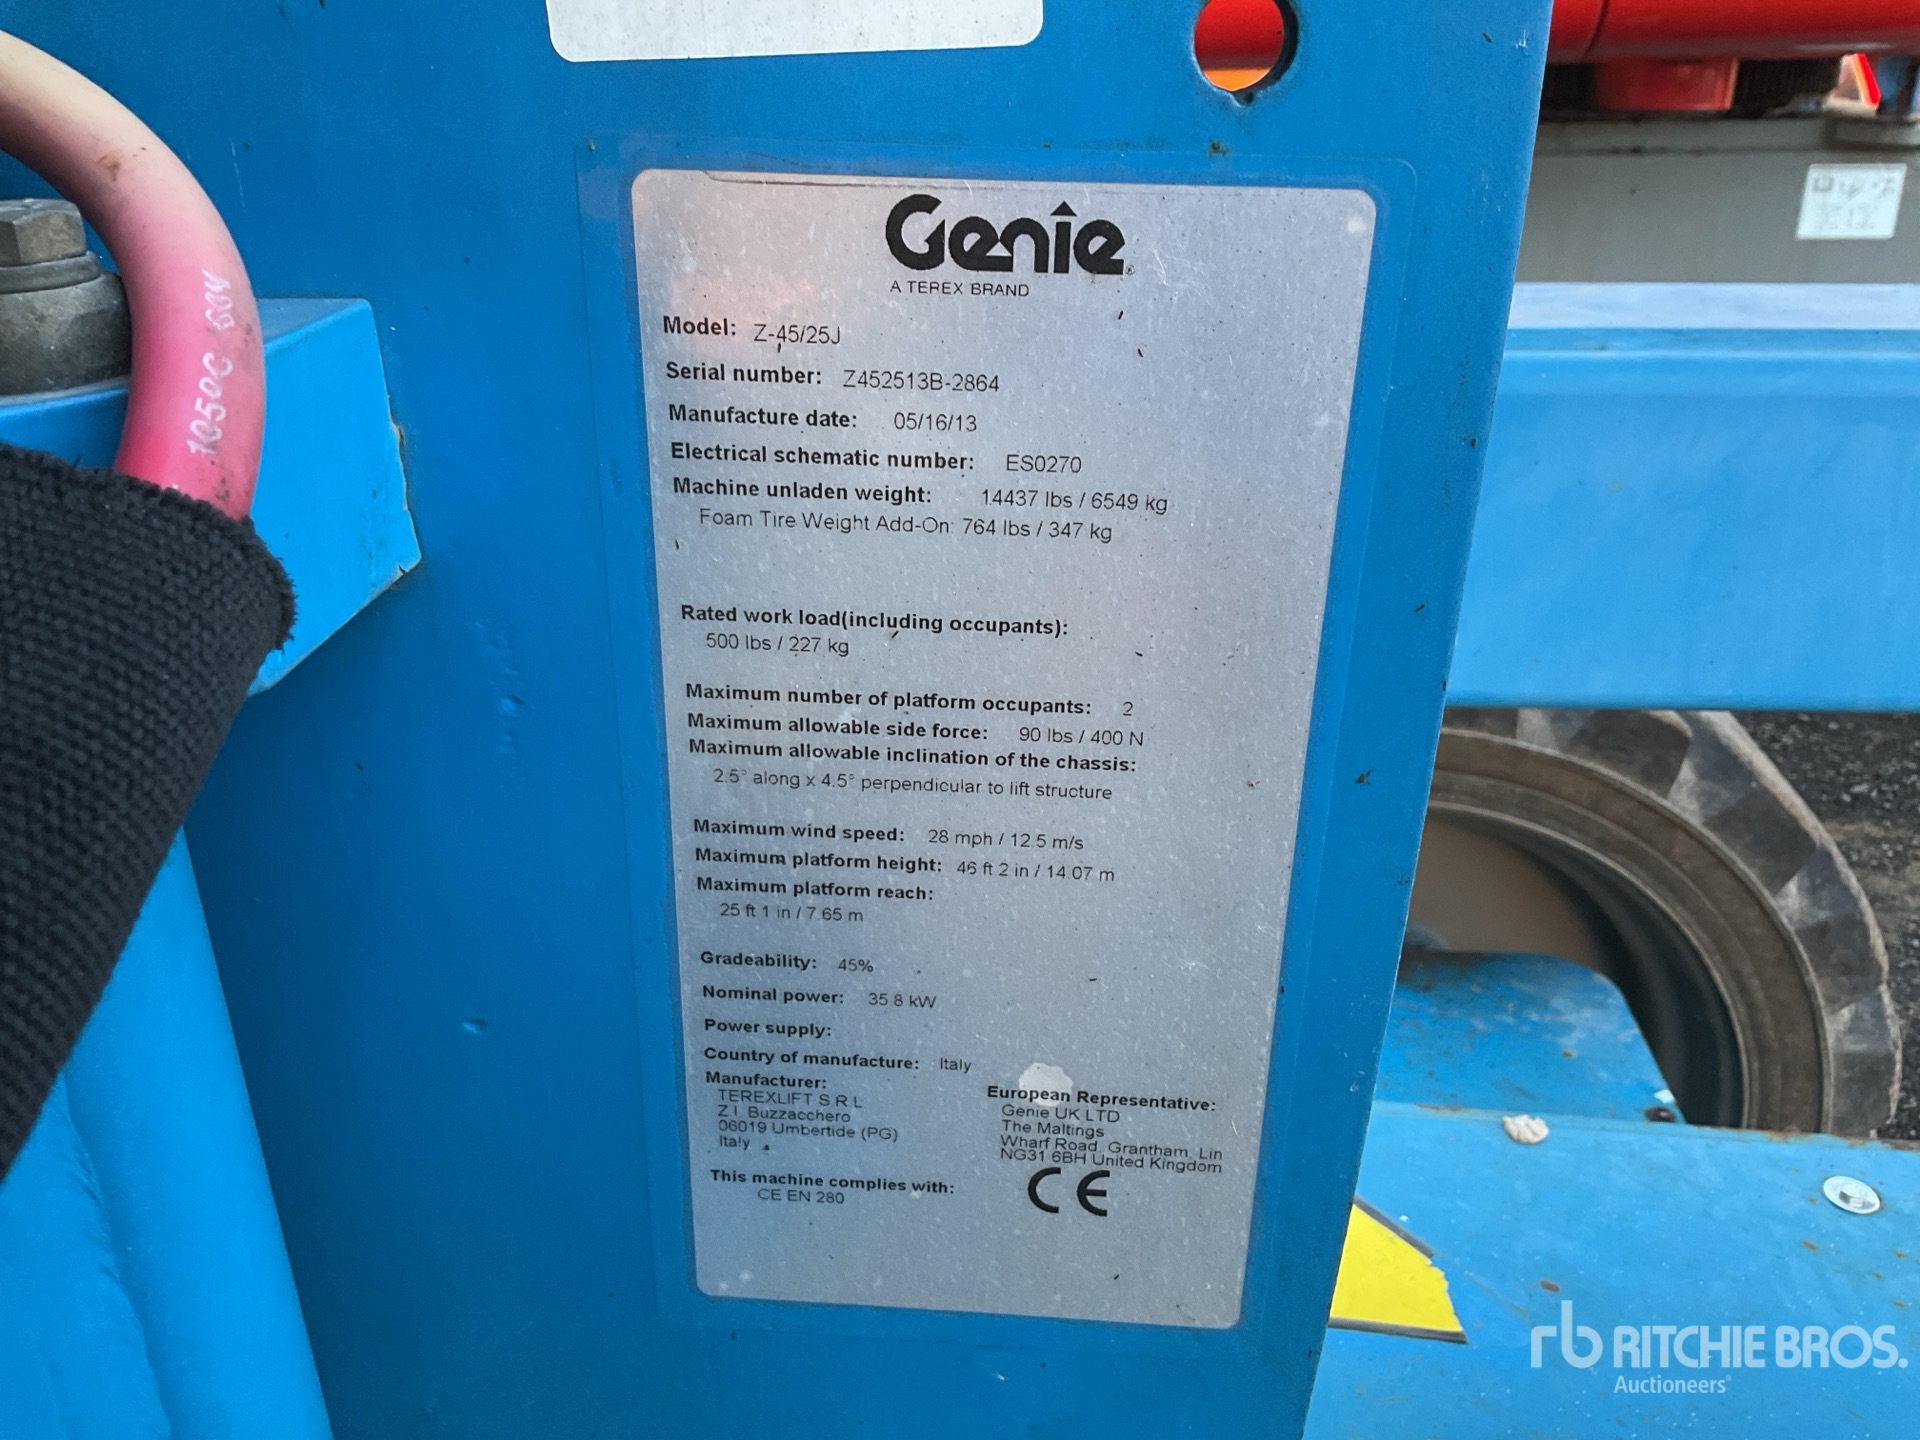 Genie
A TEREX BRAND
Model: Z-45/25J
Serial number: Z452513B-2864
Manufacture date: 05/16/13
Electrical schematic number: ES0270
Machine unladen weight: 14437 lbs / 6549 kg
Foam Tire Weight Add-On: 764 lbs / 347 kg
Rated work load(including occupants):
500 lbs / 227 kg
Maximum number of platform occupants: 2
Maximum allowable side force: 90 lbs / 400 N
Maximum allowable inclination of the chassis:
2.5° along x 4.5° perpendicular to lift structure
Maximum wind speed: 28 mph / 12.5 m/s
Maximum platform height: 46 ft 2 in / 14.07 m
Maximum platform reach:
25 ft 1 in / 7.65 m
Gradeability: 45%
Nominal power: 35.8 kW
Power supply:
Country of manufacture: Italy
Manufacturer:
TEREXLIFT S.R.L
Z.I. Buzzacchero
06019 Umbertide (PG)
Italy
European Representative:
Genie UK LTD
The Maltings
Wharf Road, Grantham, Lin
NG31 6BH United Kingdom
This machine complies with:
CE EN 280
CE
105°C 60V
rb RITCHIE BROS.
Auctioneers